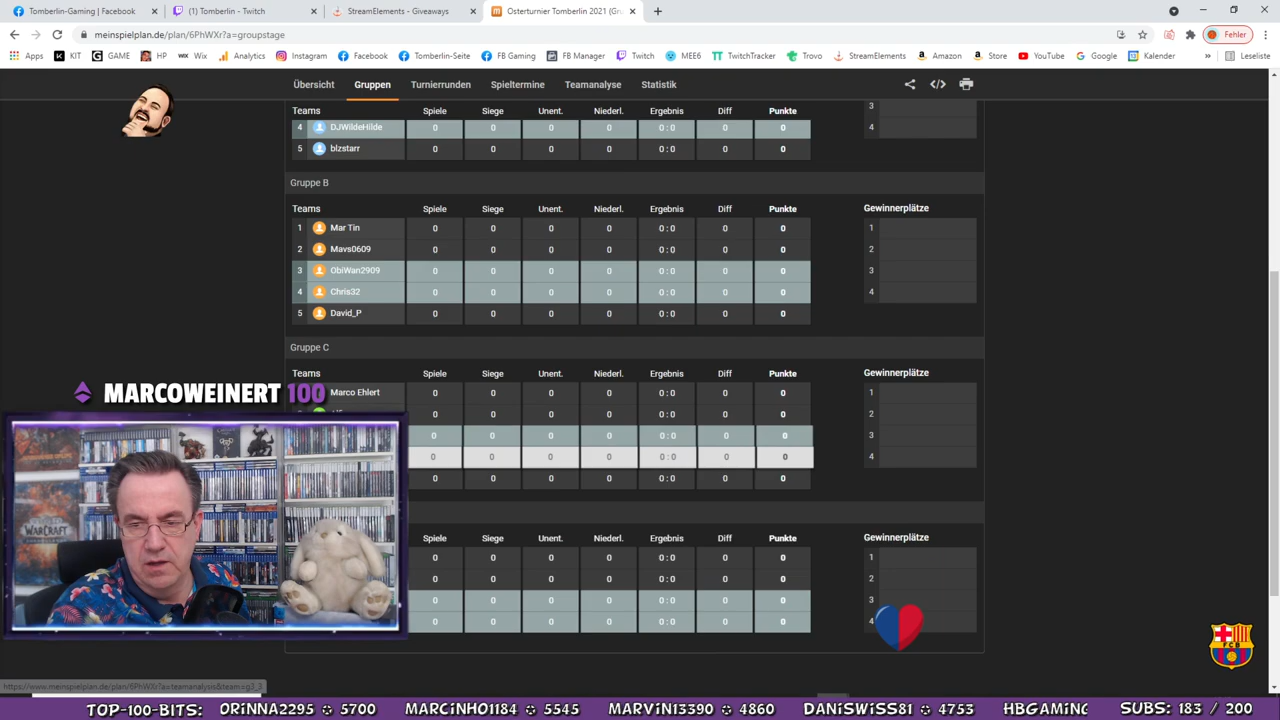 Tomberlin-Gaming | Facebook
(1) Tomberlin - Twitch
StreamElements - Giveaways
Osterturnier Tomberlin 2021 (Gru
meinspielplan.de/plan/6PhWXr?a=groupstage
Fehler
Apps
KIT
GAME
HP
Wix
Analytics
Instagram
Facebook
Tomberlin-Seite
FB Gaming
FB Manager
Twitch
MEE6
TwitchTracker
Trovo
StreamElements
Amazon
Store
YouTube
Google
Kalender
»
Leseliste
Übersicht
Gruppen
Turnierrunden
Spieltermine
Teamanalyse
Statistik
Teams Spiele Siege Unent. Niederl. Ergebnis Diff Punkte
3
4 DJWildeHilde 0 0 0 0 0 : 0 0 0
4
5 blzstarr 0 0 0 0 0 : 0 0 0
Gruppe B
Teams Spiele Siege Unent. Niederl. Ergebnis Diff Punkte
Gewinnerplätze
1 Mar Tin 0 0 0 0 0 : 0 0 0
1
2 Mavs0609 0 0 0 0 0 : 0 0 0
2
3 ObiWan2909 0 0 0 0 0 : 0 0 0
3
4 Chris32 0 0 0 0 0 : 0 0 0
4
5 David_P 0 0 0 0 0 : 0 0 0
Gruppe C
Teams Spiele Siege Unent. Niederl. Ergebnis Diff Punkte
Gewinnerplätze
Marco Ehlert 0 0 0 0 0 : 0 0 0
1
MARCOWEINERT 100
0 0 0 0 0 : 0 0 0
2
0 0 0 0 0 : 0 0 0
3
0 0 0 0 0 : 0 0 0
4
0 0 0 0 0 : 0 0 0
WARCRAFT
Spiele Siege Unent. Niederl. Ergebnis Diff Punkte
Gewinnerplätze
0 0 0 0 0 : 0 0 0
1
0 0 0 0 0 : 0 0 0
2
0 0 0 0 0 : 0 0 0
3
0 0 0 0 0 : 0 0 0
4
FCB
https://www.meinspielplan.de/plan/6PhWXr?a=teamanalysis&team=g3_3
TOP-100-BITS: ORINNA2295 5700 MARCINHO1184 5545 MARVIN13390 4860 DANISWISS81 4753 HBGAMING SUBS: 183 / 200